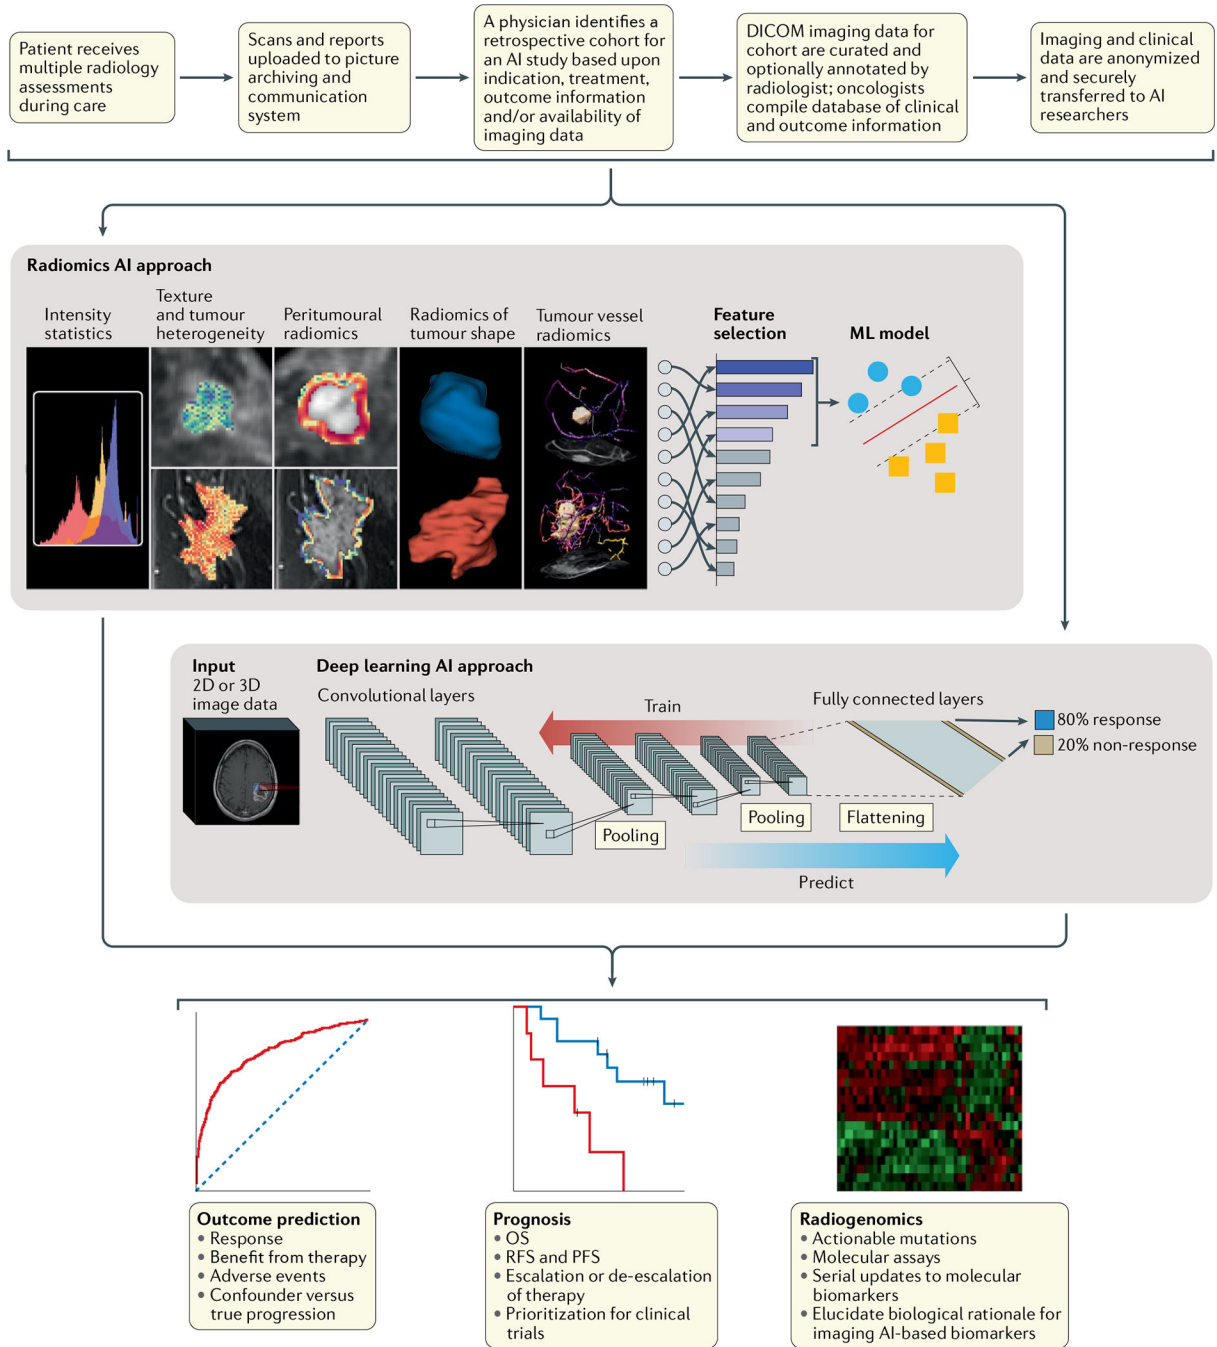 Patient receives
multiple radiology
assessments
during care
Scans and reports
uploaded to picture
archiving and
communication
system
A physician identifies a
retrospective cohort for
an AI study based upon
indication, treatment,
outcome information
and/or availability of
imaging data
DICOM imaging data for
cohort are curated and
optionally annotated by
radiologist; oncologists
compile database of clinical
and outcome information
Imaging and clinical
data are anonymized
and securely
transferred to AI
researchers
Radiomics AI approach
Intensity
statistics
Texture
and tumour
heterogeneity
Peritumoural
radiomics
Radiomics of
tumour shape
Tumour vessel
radiomics
Feature
selection
ML model
Input
2D or 3D
image data
Deep learning AI approach
Convolutional layers
Train
Fully connected layers
80% response
20% non-response
Pooling
Pooling
Flattening
Predict
Outcome prediction
• Response
• Benefit from therapy
• Adverse events
• Confounder versus
true progression
Prognosis
• OS
• RFS and PFS
• Escalation or de-escalation
of therapy
• Prioritization for clinical
trials
Radiogenomics
• Actionable mutations
• Molecular assays
• Serial updates to molecular
biomarkers
• Elucidate biological rationale for
imaging AI-based biomarkers